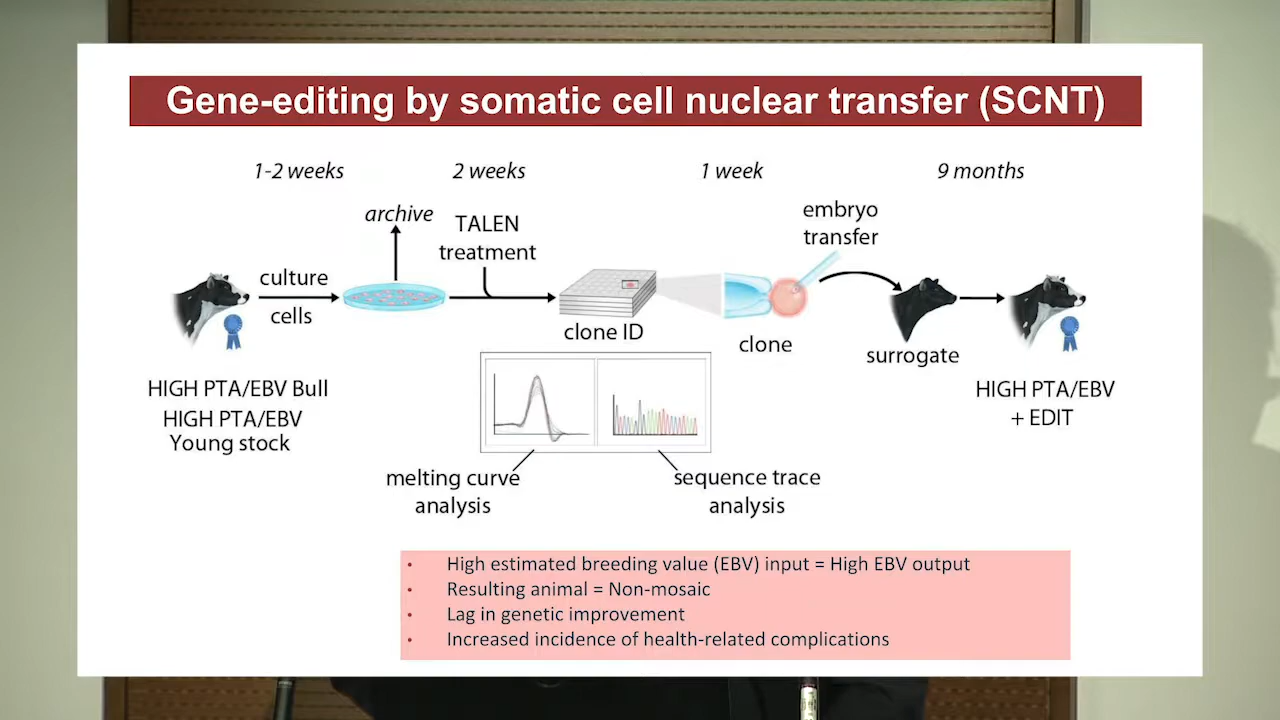 Gene-editing by somatic cell nuclear transfer (SCNT)
1-2 weeks
2 weeks
1 week
9 months
archive
TALEN
treatment
embryo
transfer
culture
cells
clone ID
clone
surrogate
HIGH PTA/EBV Bull
HIGH PTA/EBV
Young stock
HIGH PTA/EBV
+ EDIT
melting curve
analysis
sequence trace
analysis
• High estimated breeding value (EBV) input = High EBV output
• Resulting animal = Non-mosaic
• Lag in genetic improvement
• Increased incidence of health-related complications